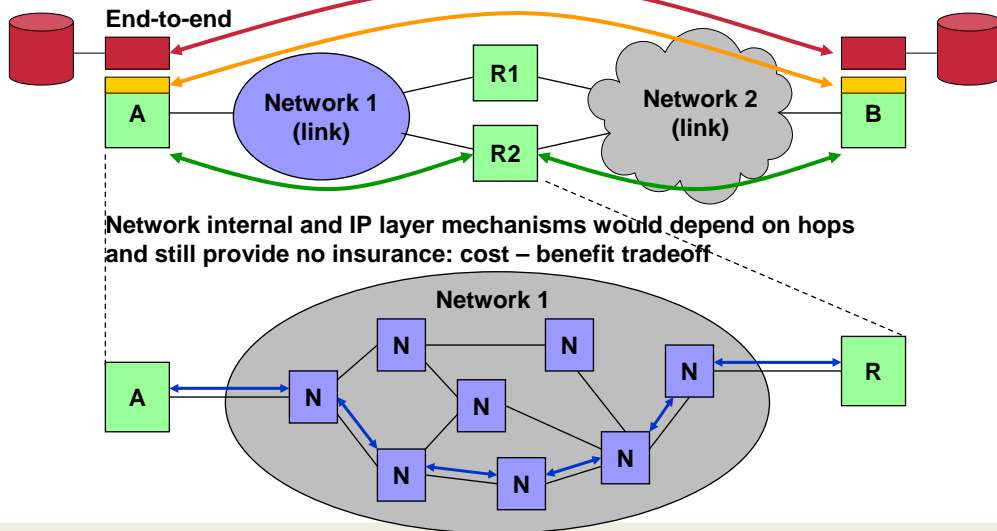 End-to-end
R1
Network 1
(link)
Network 2
(link)
A
B
R2
Network internal and IP layer mechanisms would depend on hops
and still provide no insurance: cost – benefit tradeoff
Network 1
N
N
N
R
A
N
N
N
N
N